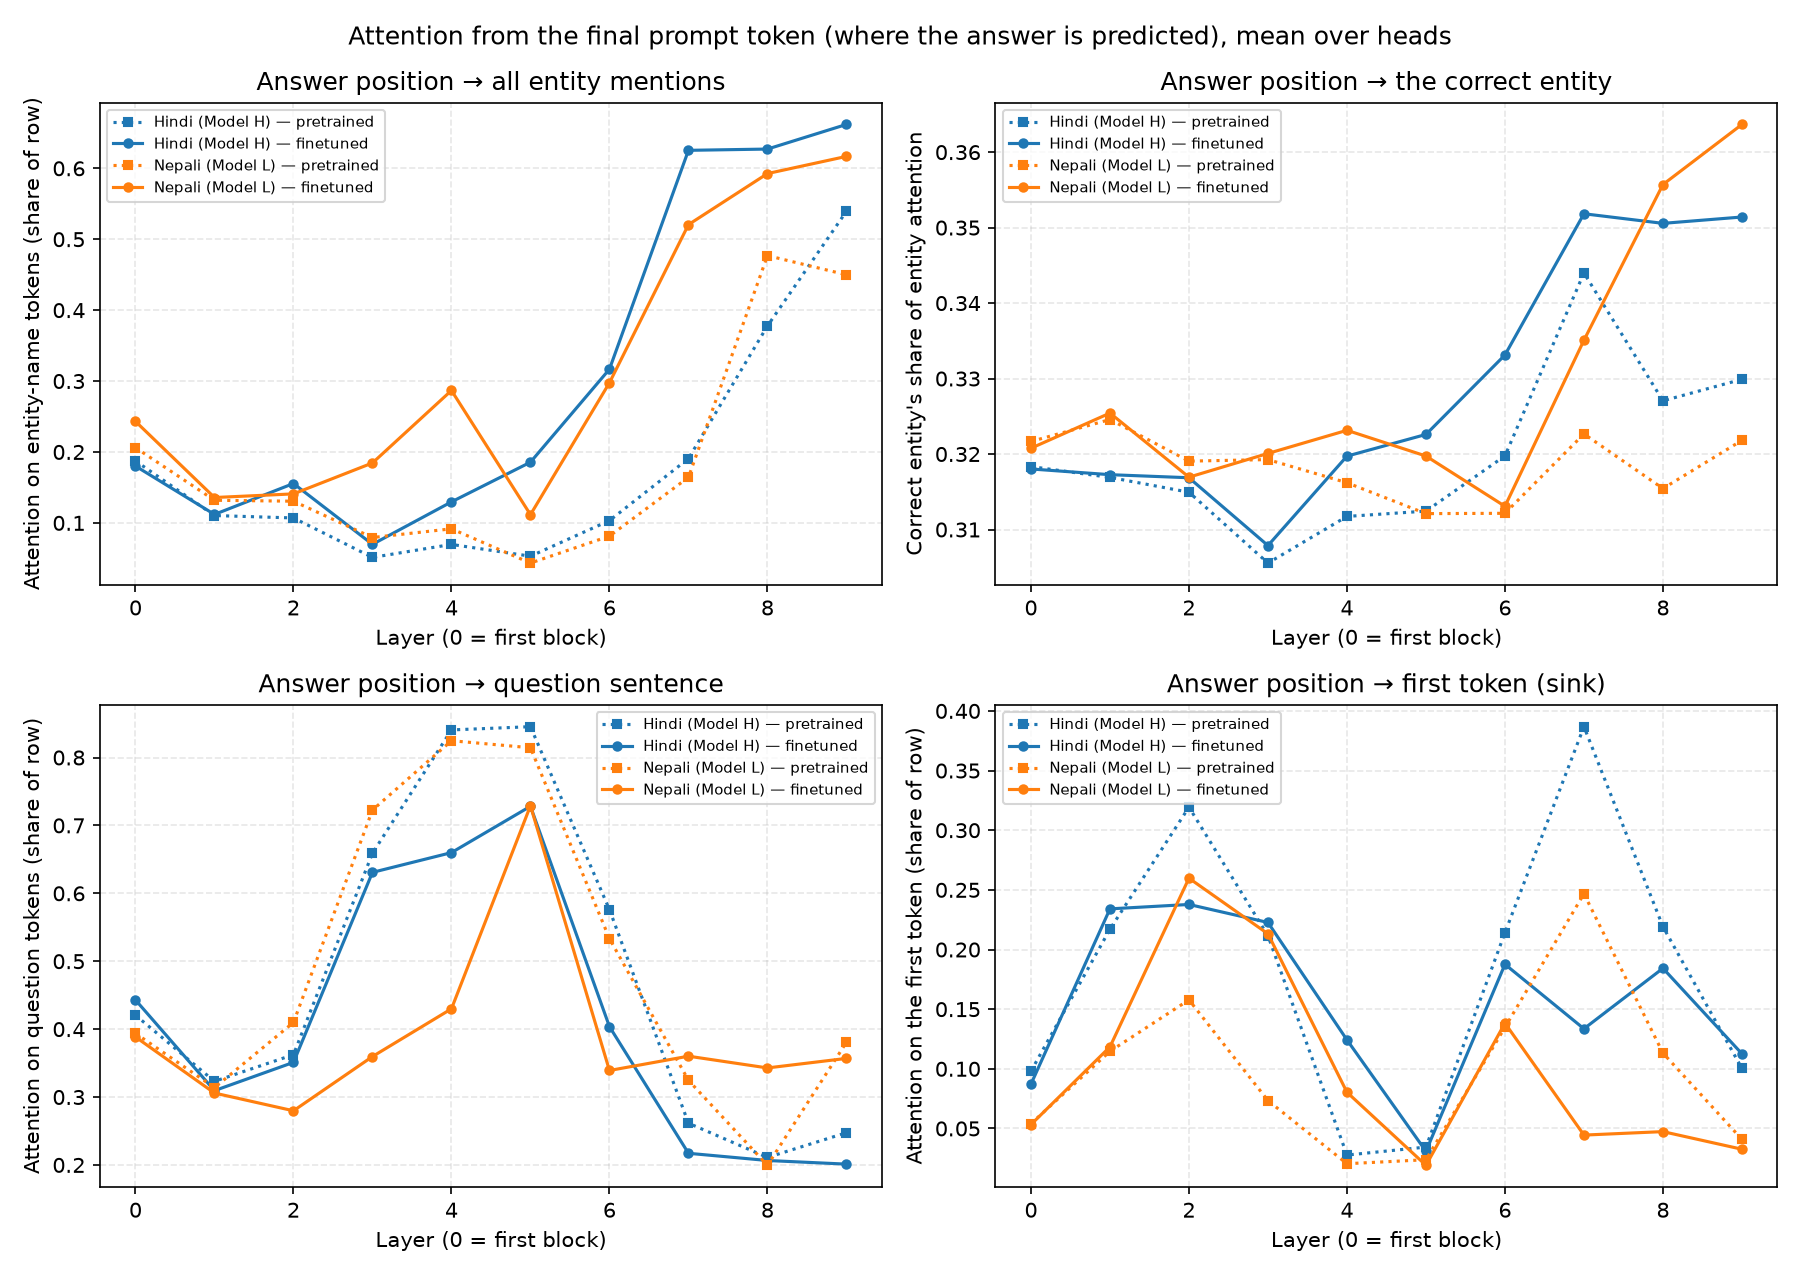 Attention from the final prompt token (where the answer is predicted), mean over heads
Answer position → all entity mentions
Attention on entity-name tokens (share of row)
0.6
0.5
0.4
0.3
0.2
0.1
Hindi (Model H) — pretrained
Hindi (Model H) — finetuned
Nepali (Model L) — pretrained
Nepali (Model L) — finetuned
0 2 4 6 8
Layer (0 = first block)
Answer position → the correct entity
Correct entity's share of entity attention
0.36
0.35
0.34
0.33
0.32
0.31
Hindi (Model H) — pretrained
Hindi (Model H) — finetuned
Nepali (Model L) — pretrained
Nepali (Model L) — finetuned
0 2 4 6 8
Layer (0 = first block)
Answer position → question sentence
Attention on question tokens (share of row)
0.8
0.7
0.6
0.5
0.4
0.3
0.2
Hindi (Model H) — pretrained
Hindi (Model H) — finetuned
Nepali (Model L) — pretrained
Nepali (Model L) — finetuned
0 2 4 6 8
Layer (0 = first block)
Answer position → first token (sink)
Attention on the first token (share of row)
0.40
0.35
0.30
0.25
0.20
0.15
0.10
0.05
Hindi (Model H) — pretrained
Hindi (Model H) — finetuned
Nepali (Model L) — pretrained
Nepali (Model L) — finetuned
0 2 4 6 8
Layer (0 = first block)